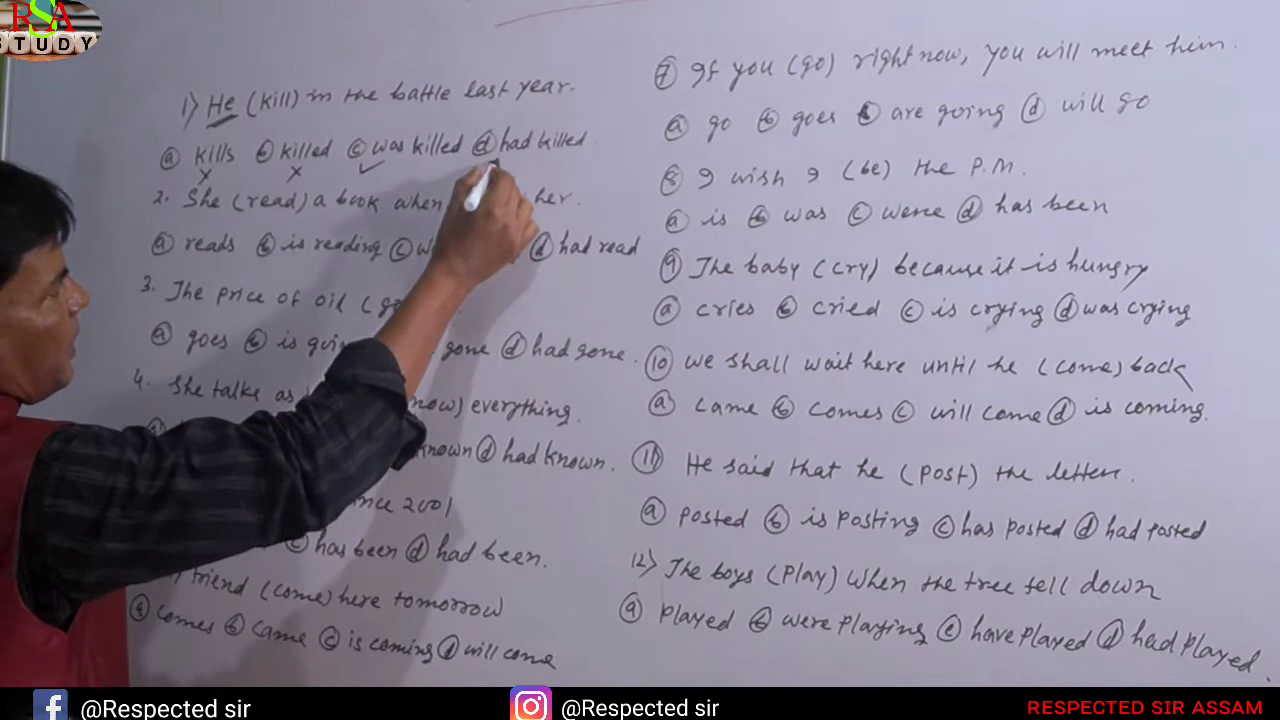 RSA
STUDY
1) He (kill) in the battle last year.
ⓐ kills ⓑ killed ⓒ was killed ⓓ had killed
2. She (read) a book when her.
ⓐ reads ⓑ is reading ⓒ ⓓ had read
3. The price of oil
ⓐ goes ⓑ is gone ⓓ had gone.
4. She talks as everything.
known ⓓ had known.
2001
ⓒ has been ⓓ had been.
friend (come) here tomorrow
ⓐ comes ⓑ came ⓒ is coming ⓓ will come
⑦ If you (go) right now, you will meet him.
ⓐ go ⓑ goes ⓒ are going ⓓ will go
⑧ I wish I (be) the P.M.
ⓐ is ⓑ was ⓒ were ⓓ has been
⑨ The baby (cry) because it is hungry
ⓐ cries ⓑ cried ⓒ is crying ⓓ was crying
⑩ we shall wait here until he (come) back
ⓐ came ⓑ comes ⓒ will come ⓓ is coming.
⑪ He said that he (post) the letter.
ⓐ posted ⓑ is posting ⓒ has posted ⓓ had posted
12) The boys (play) when the tree fell down
ⓐ played ⓑ were playing ⓒ have played ⓓ had played.
@Respected sir
@Respected sir
RESPECTED SIR ASSAM